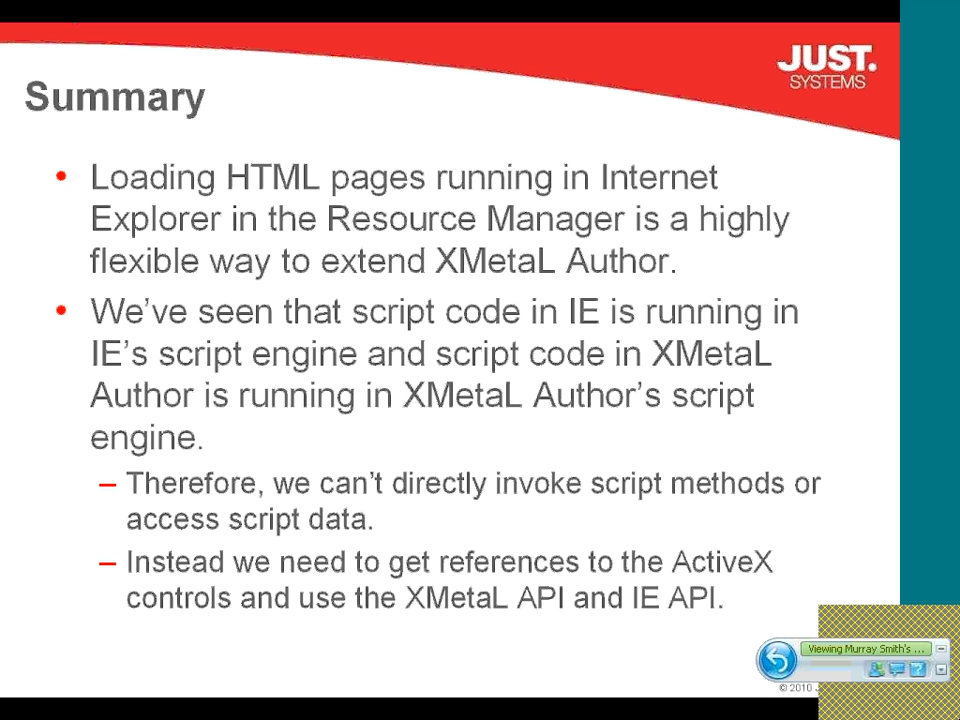 JUST.
SYSTEMS
Summary
• Loading HTML pages running in Internet
Explorer in the Resource Manager is a highly
flexible way to extend XMetaL Author.
• We've seen that script code in IE is running in
IE's script engine and script code in XMetaL
Author is running in XMetaL Author's script
engine.
– Therefore, we can't directly invoke script methods or
access script data.
– Instead we need to get references to the ActiveX
controls and use the XMetaL API and IE API.
Viewing Murray Smith's ...
© 2010 J